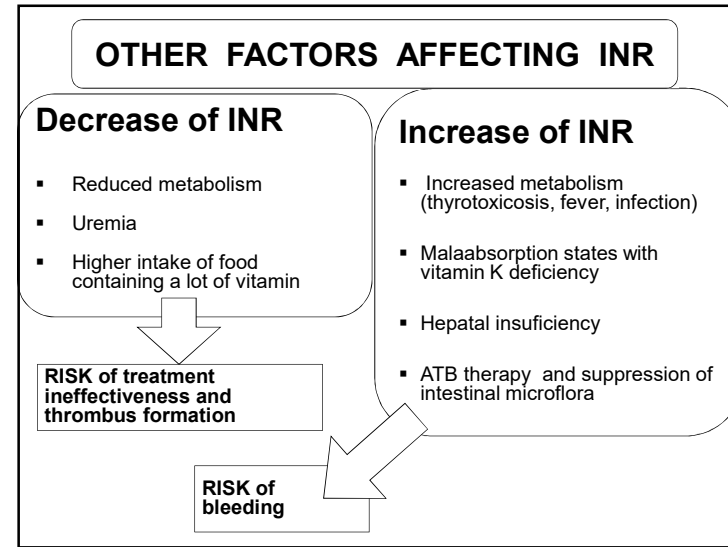 OTHER FACTORS AFFECTING INR
Decrease of INR
▪ Reduced metabolism
▪ Uremia
▪ Higher intake of food
containing a lot of vitamin
RISK of treatment
ineffectiveness and
thrombus formation
Increase of INR
▪ Increased metabolism
(thyrotoxicosis, fever, infection)
▪ Malaabsorption states with
vitamin K deficiency
▪ Hepatal insuficiency
▪ ATB therapy and suppression of
intestinal microflora
RISK of
bleeding